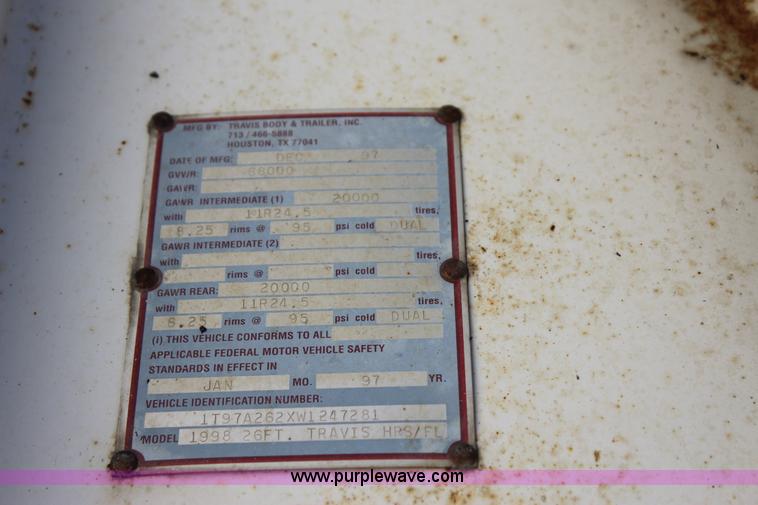 MFG BY: TRAVIS BODY & TRAILER, INC.
713 / 466-5888
HOUSTON, TX 77041
DATE OF MFG: DEC 97
GVWR: 68000
GAWR:
GAWR INTERMEDIATE (1) 20000
with 11R24.5 tires,
8.25 rims @ 95 psi cold DUAL
GAWR INTERMEDIATE (2)
with tires,
rims @ psi cold
GAWR REAR: 20000
with 11R24.5 tires,
8.25 rims @ 95 psi cold DUAL
(i) THIS VEHICLE CONFORMS TO ALL
APPLICABLE FEDERAL MOTOR VEHICLE SAFETY
STANDARDS IN EFFECT IN
JAN MO. 97 YR.
VEHICLE IDENTIFICATION NUMBER:
1T97A262XW1247281
MODEL 1998 26FT. TRAVIS HRS/FL
www.purplewave.com